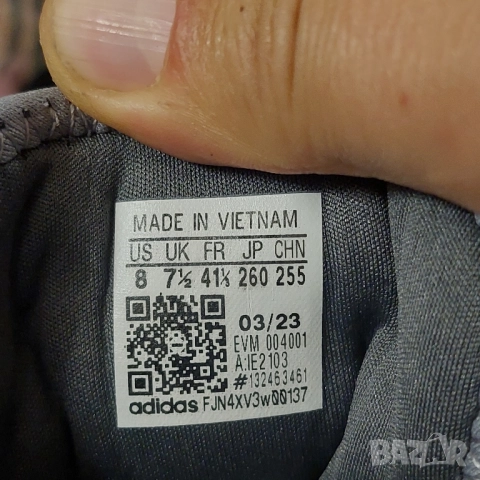 MADE IN VIETNAM
US UK FR JP CHN
8 7½ 41⅓ 260 255
03/23
EVM 004001
A:IE2103
#132463461
adidas FJN4XV3w00137
BAZAR